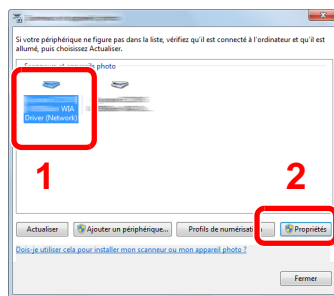 Si votre périphérique ne figure pas dans la liste, vérifiez qu'il est connecté à l'ordinateur et qu'il est
allumé, puis choisissez Actualiser.
Scanneurs et appareils photo
WIA
Driver (Network)
1
2
Actualiser
Ajouter un périphérique...
Profils de numérisation
Propriétés
Dois-je utiliser cela pour installer mon scanneur ou mon appareil photo ?
Fermer